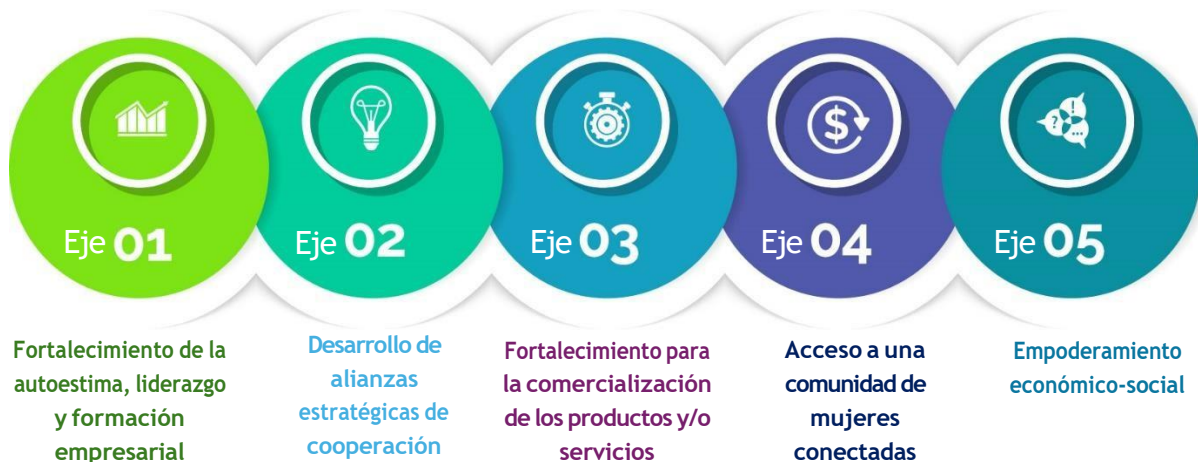 Eje 01
Eje 02
Eje 03
Eje 04
Eje 05
Fortalecimiento de la
autoestima, liderazgo
y formación
empresarial
Desarrollo de
alianzas
estratégicas de
cooperación
Fortalecimiento para
la comercialización
de los productos y/o
servicios
Acceso a una
comunidad de
mujeres
conectadas
Empoderamiento
económico-social